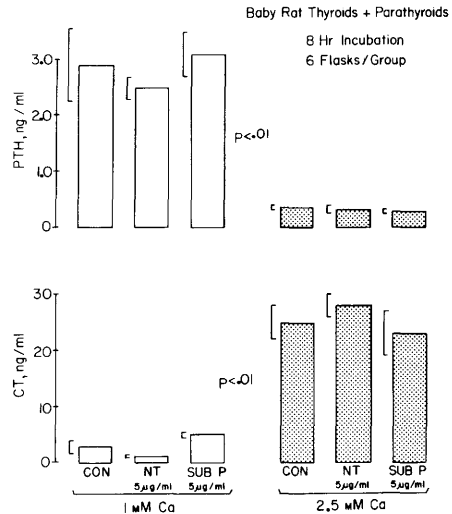 Baby Rat Thyroids + Parathyroids
8 Hr Incubation
6 Flasks/Group
PTH, ng/ml
3.0
2.0
1.0
0
p<.01
CT, ng/ml
30
20
10
0
p<.01
CON NT SUB P CON NT SUB P
5μg/ml 5μg/ml 5μg/ml 5μg/ml
1 mM Ca 2.5 mM Ca